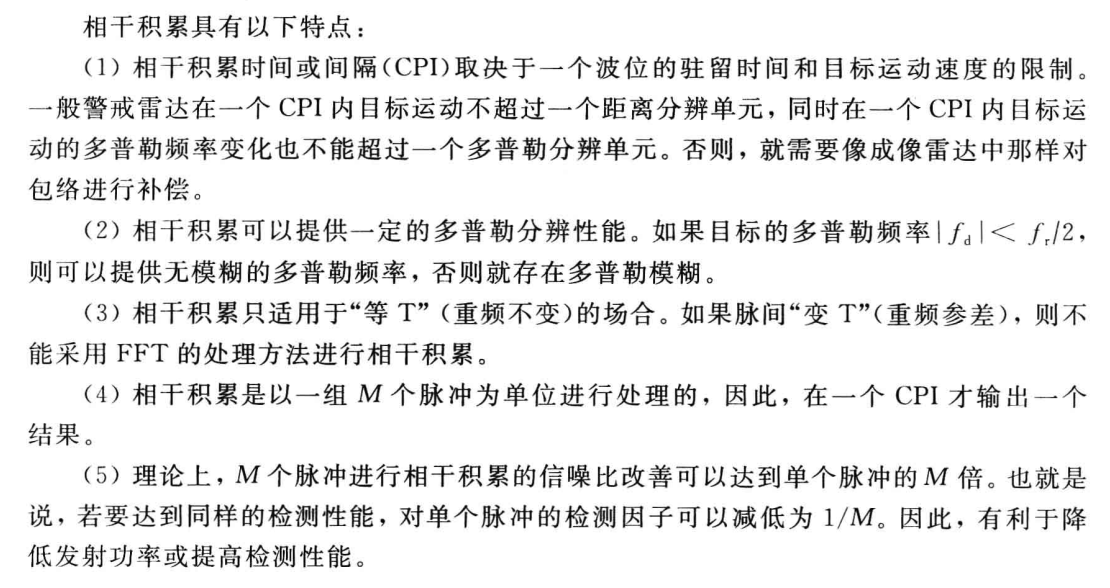 相干积累具有以下特点：
（1）相干积累时间或间隔(CPI)取决于一个波位的驻留时间和目标运动速度的限制。
一般警戒雷达在一个 CPI 内目标运动不超过一个距离分辨单元，同时在一个 CPI 内目标运
动的多普勒频率变化也不能超过一个多普勒分辨单元。否则，就需要像成像雷达中那样对
包络进行补偿。
（2）相干积累可以提供一定的多普勒分辨性能。如果目标的多普勒频率|f_d|< f_r/2，
则可以提供无模糊的多普勒频率，否则就存在多普勒模糊。
（3）相干积累只适用于“等 T”（重频不变)的场合。如果脉间“变 T”(重频参差)，则不
能采用 FFT 的处理方法进行相干积累。
（4）相干积累是以一组 M 个脉冲为单位进行处理的，因此，在一个 CPI 才输出一个
结果。
（5）理论上，M 个脉冲进行相干积累的信噪比改善可以达到单个脉冲的 M 倍。也就是
说，若要达到同样的检测性能，对单个脉冲的检测因子可以减低为 1/M。因此，有利于降
低发射功率或提高检测性能。